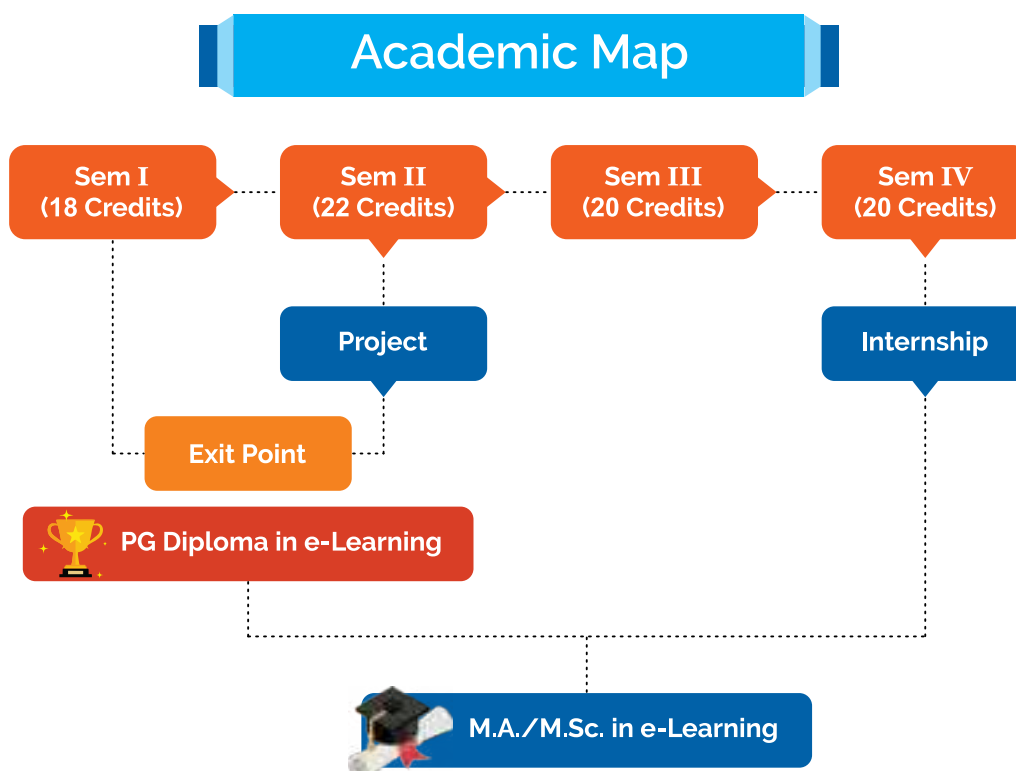 Academic Map
Sem I
(18 Credits)
Sem II
(22 Credits)
Sem III
(20 Credits)
Sem IV
(20 Credits)
Project
Internship
Exit Point
PG Diploma in e-Learning
M.A./M.Sc. in e-Learning